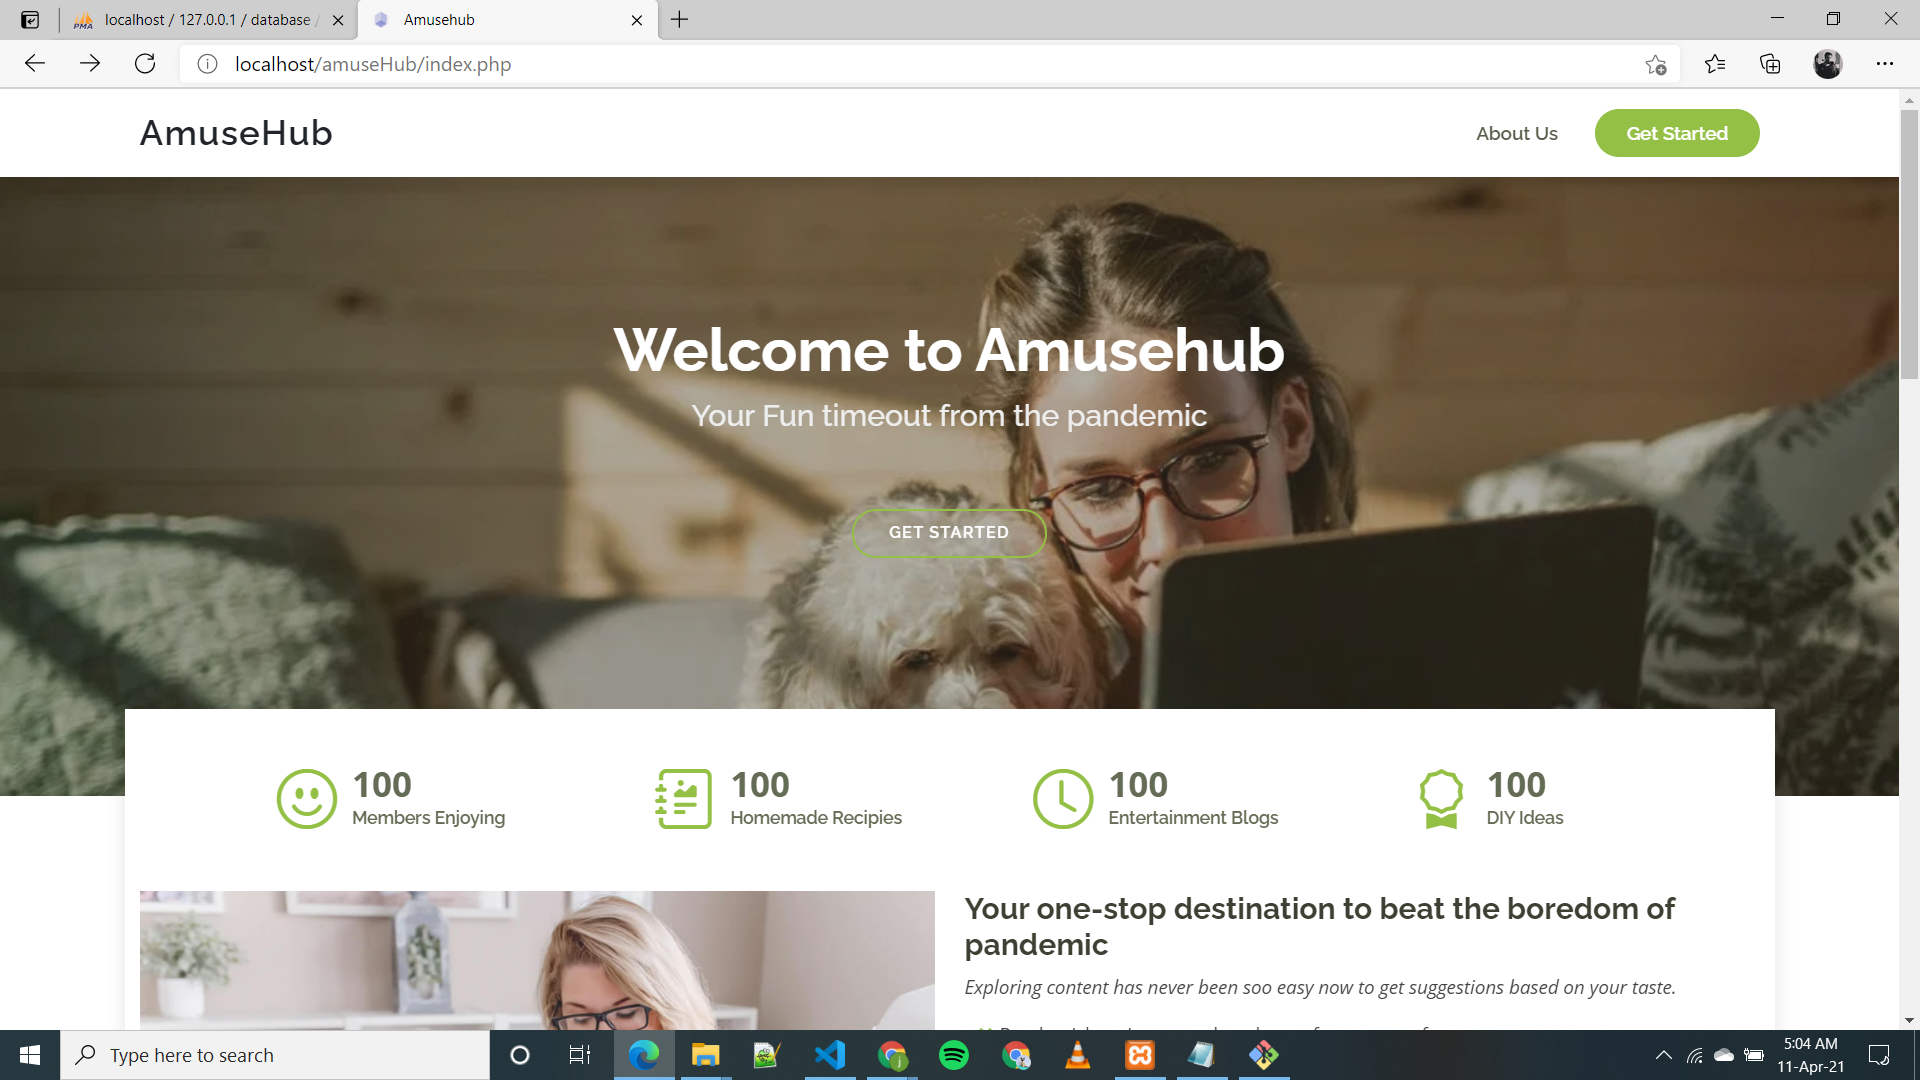 localhost / 127.0.0.1 / database /
Amusehub
localhost/amuseHub/index.php
AmuseHub
About Us
Get Started
Welcome to Amusehub
Your Fun timeout from the pandemic
GET STARTED
100
Members Enjoying
100
Homemade Recipies
100
Entertainment Blogs
100
DIY Ideas
Your one-stop destination to beat the boredom of
pandemic
Exploring content has never been soo easy now to get suggestions based on your taste.
Type here to search
5:04 AM
11-Apr-21